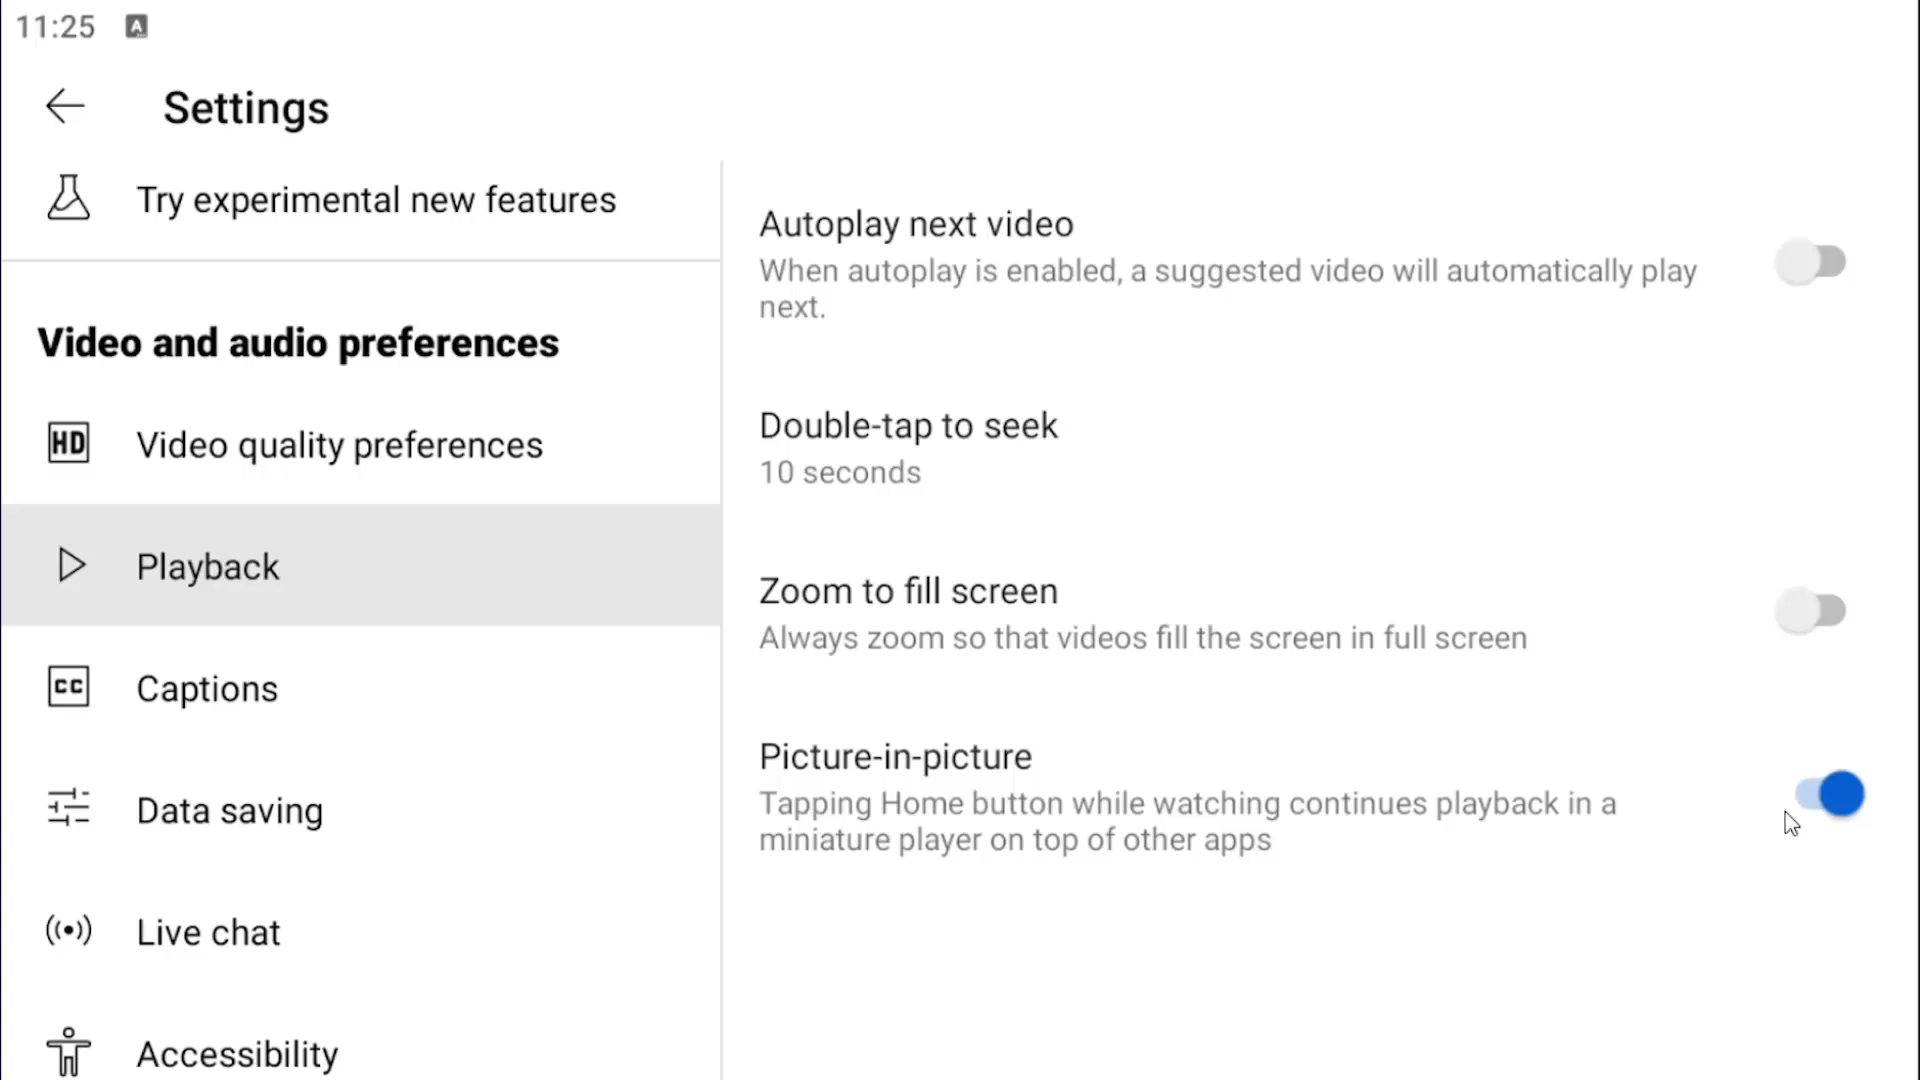 11:25 A
Settings
Try experimental new features
Video and audio preferences
HD Video quality preferences
Playback
CC Captions
Data saving
Live chat
Accessibility
Autoplay next video
When autoplay is enabled, a suggested video will automatically play
next.
Double-tap to seek
10 seconds
Zoom to fill screen
Always zoom so that videos fill the screen in full screen
Picture-in-picture
Tapping Home button while watching continues playback in a
miniature player on top of other apps